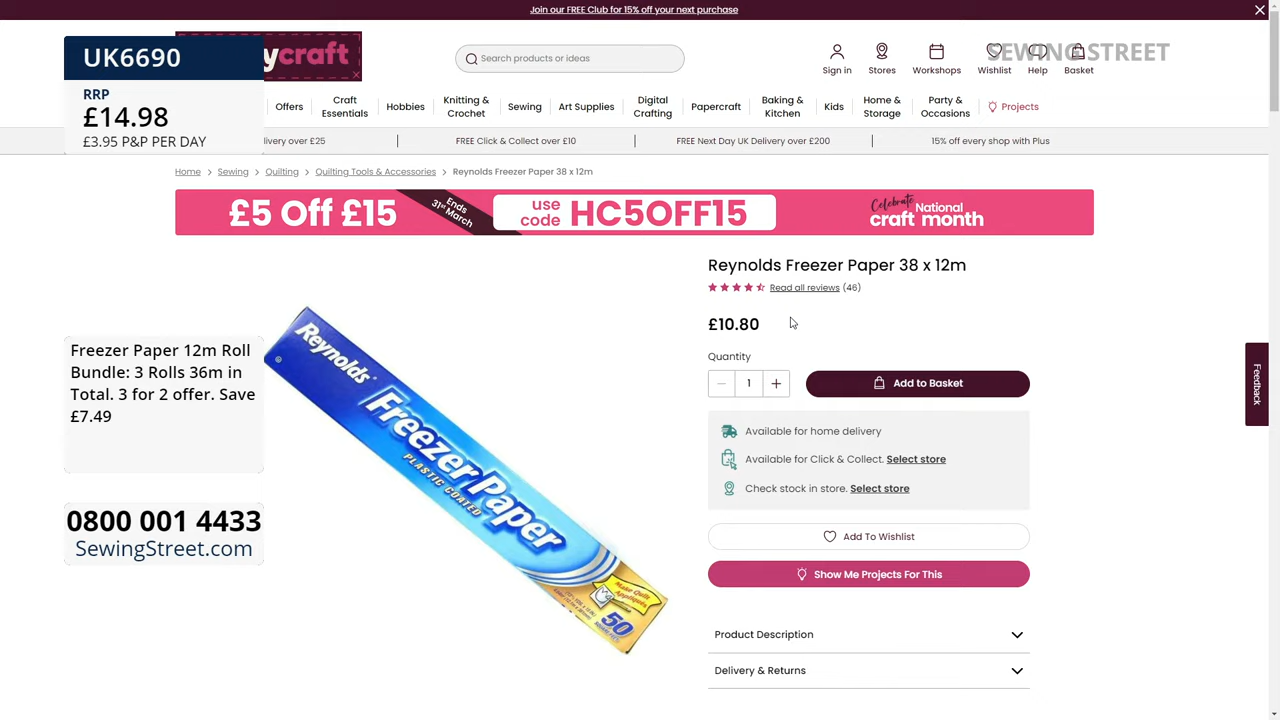 Join our FREE Club for 15% off your next purchase
UK6690
RRP
£14.98
£3.95 P&P PER DAY
ycraft
Search products or ideas
SEWING STREET
Sign in
Stores
Workshops
Wishlist
Help
Basket
Offers
Craft Essentials
Hobbies
Knitting & Crochet
Sewing
Art Supplies
Digital Crafting
Papercraft
Baking & Kitchen
Kids
Home & Storage
Party & Occasions
Projects
livery over £25
FREE Click & Collect over £10
FREE Next Day UK Delivery over £200
15% off every shop with Plus
Home > Sewing > Quilting > Quilting Tools & Accessories > Reynolds Freezer Paper 38 x 12m
£5 Off £15
Ends
31st March
use code HC5OFF15
Celebrate National
craft month
Reynolds Freezer Paper 38 x 12m
Read all reviews (46)
£10.80
Quantity
1
Add to Basket
Available for home delivery
Available for Click & Collect. Select store
Check stock in store. Select store
Add To Wishlist
Show Me Projects For This
Product Description
Delivery & Returns
Feedback
Freezer Paper 12m Roll
Bundle: 3 Rolls 36m in
Total. 3 for 2 offer. Save
£7.49
0800 001 4433
SewingStreet.com
Reynolds
Freezer Paper
PLASTIC COATED
Make Quilt
Appliqués
50